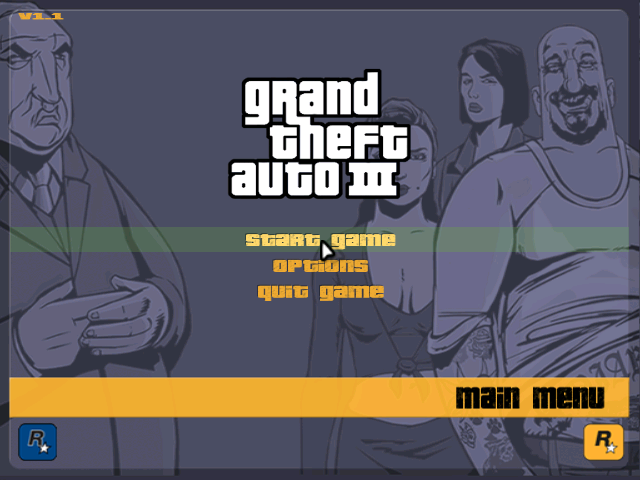 V1.1
grand
theft
auto III
start game
options
quit game
main menu
R
R